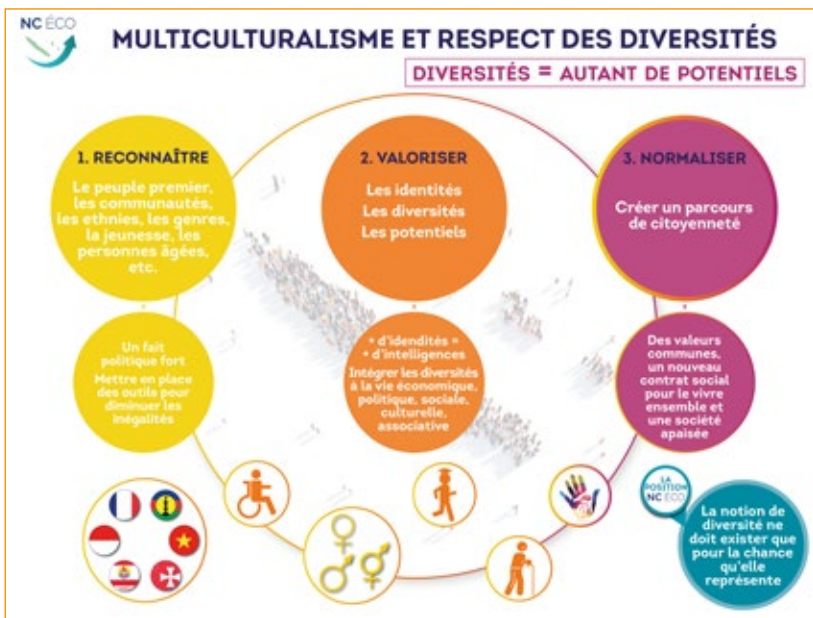 NC ÉCO
MULTICULTURALISME ET RESPECT DES DIVERSITÉS
DIVERSITÉS = AUTANT DE POTENTIELS
1. RECONNAÎTRE
Le peuple premier,
les communautés,
les ethnies, les genres,
la jeunesse, les
personnes âgées,
etc.
Un fait
politique fort
Mettre en place
des outils pour
diminuer les
inégalités
2. VALORISER
Les identités
Les diversités
Les potentiels
+ d'idendités =
+ d'intelligences
Intégrer les diversités
à la vie économique,
politique, sociale,
culturelle,
associative
3. NORMALISER
Créer un parcours
de citoyenneté
Des valeurs
communes,
un nouveau
contrat social
pour le vivre
ensemble et
une société
apaisée
LA
POSITION
NC ÉCO
La notion de
diversité ne
doit exister que
pour la chance
qu'elle
représente